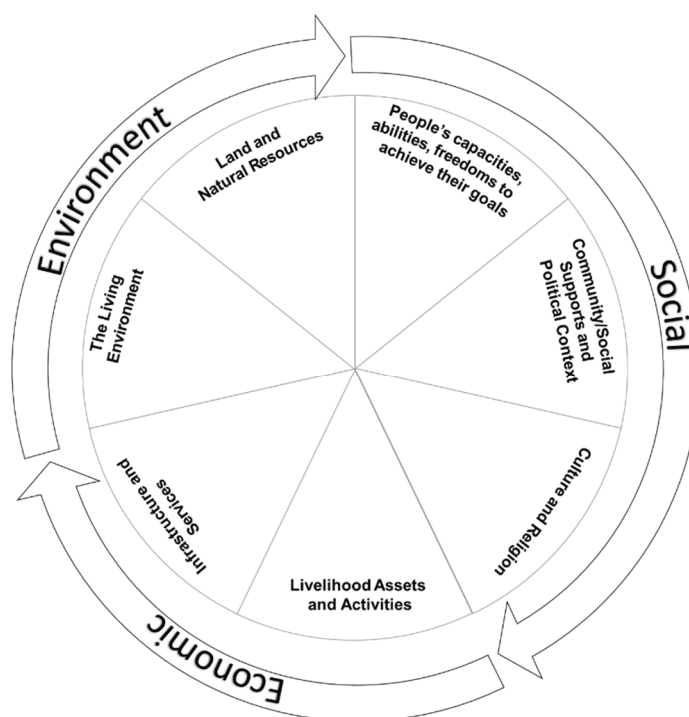 Environment
Land and
Natural Resources
People's capacities,
abilities, freedoms to
achieve their goals
Social
Community/Social
Supports and
Political Context
The Living
Environment
Culture and Religion
Infrastructure and
Services
Livelihood Assets
and Activities
Economic